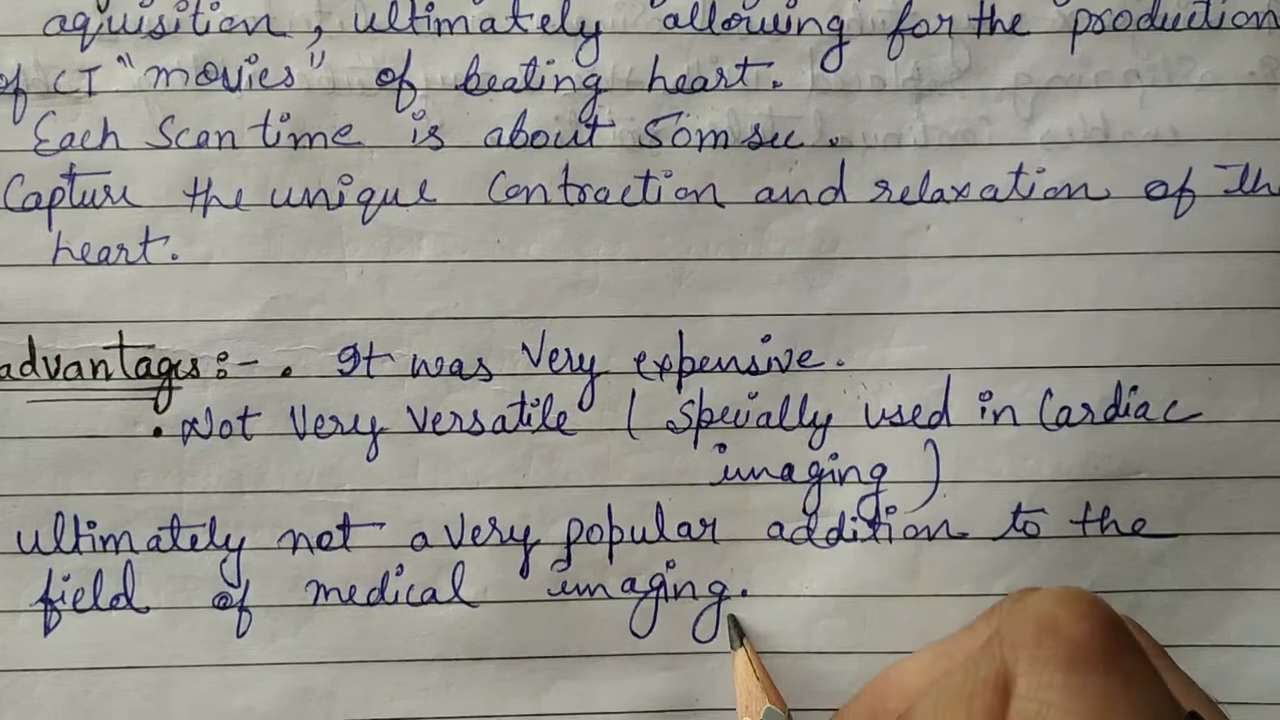 aquisition, ultimately allowing for the production
of CT "movies" of beating heart.
Each Scan time is about 50m sec.
Capture the unique Contraction and relaxation of th
heart.
advantages:- . It was Very expensive.
. Not Very Versatile ( Specially used in Cardiac
imaging )
ultimately not a very popular addition to the
field of medical imaging.